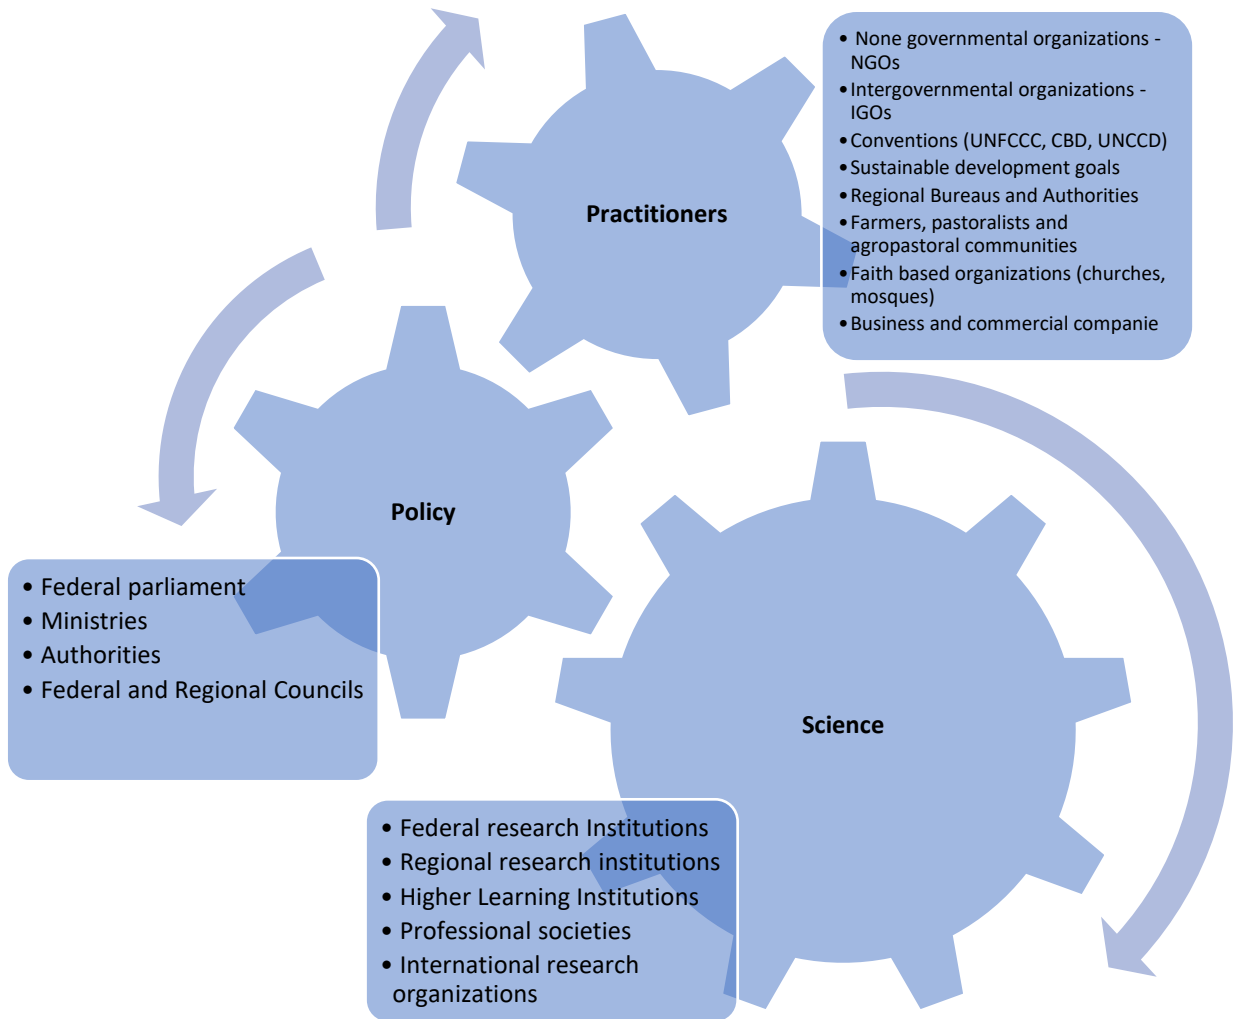 • None governmental organizations -
NGOs
• Intergovernmental organizations -
IGOs
• Conventions (UNFCCC, CBD, UNCCD)
• Sustainable development goals
• Regional Bureaus and Authorities
• Farmers, pastoralists and
agropastoral communities
• Faith based organizations (churches,
mosques)
• Business and commercial companie
Practitioners
Policy
• Federal parliament
• Ministries
• Authorities
• Federal and Regional Councils
Science
• Federal research Institutions
• Regional research institutions
• Higher Learning Institutions
• Professional societies
• International research
organizations